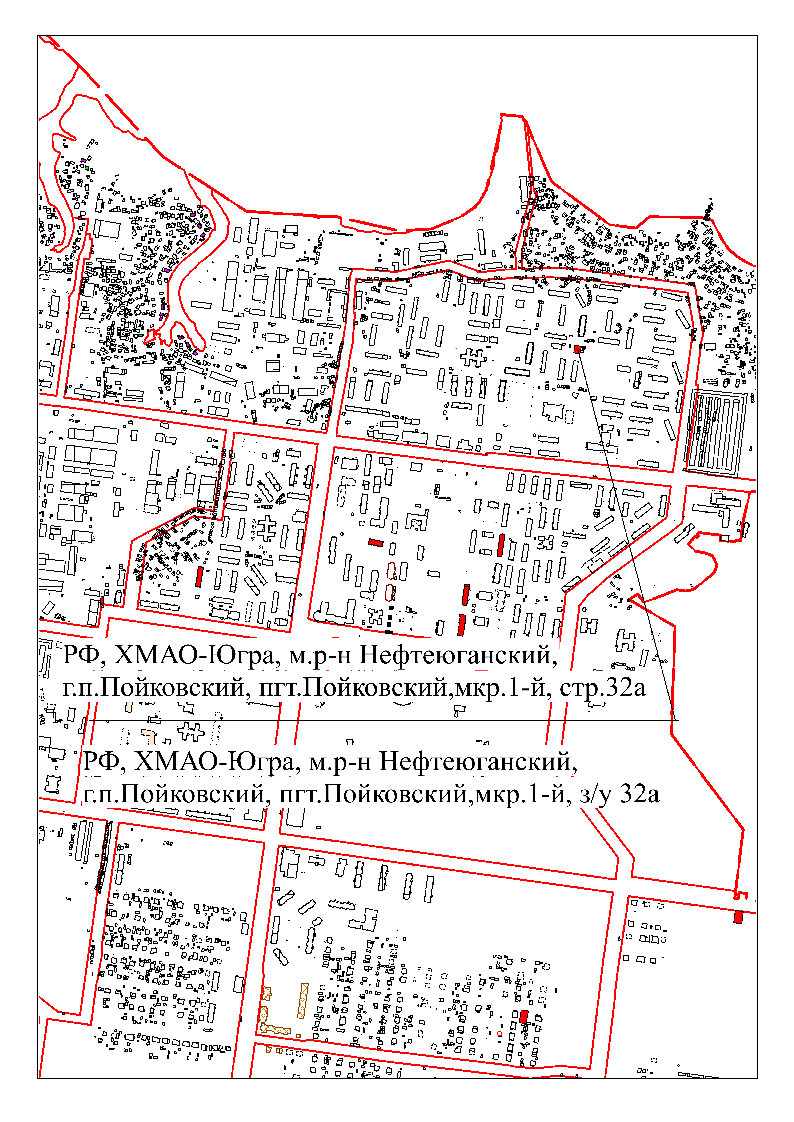 РФ, ХМАО-Югра, м.р-н Нефтеюганский,
г.п.Пойковский, пгт.Пойковский,мкр.1-й, стр.32а
РФ, ХМАО-Югра, м.р-н Нефтеюганский,
г.п.Пойковский, пгт.Пойковский,мкр.1-й, з/у 32а